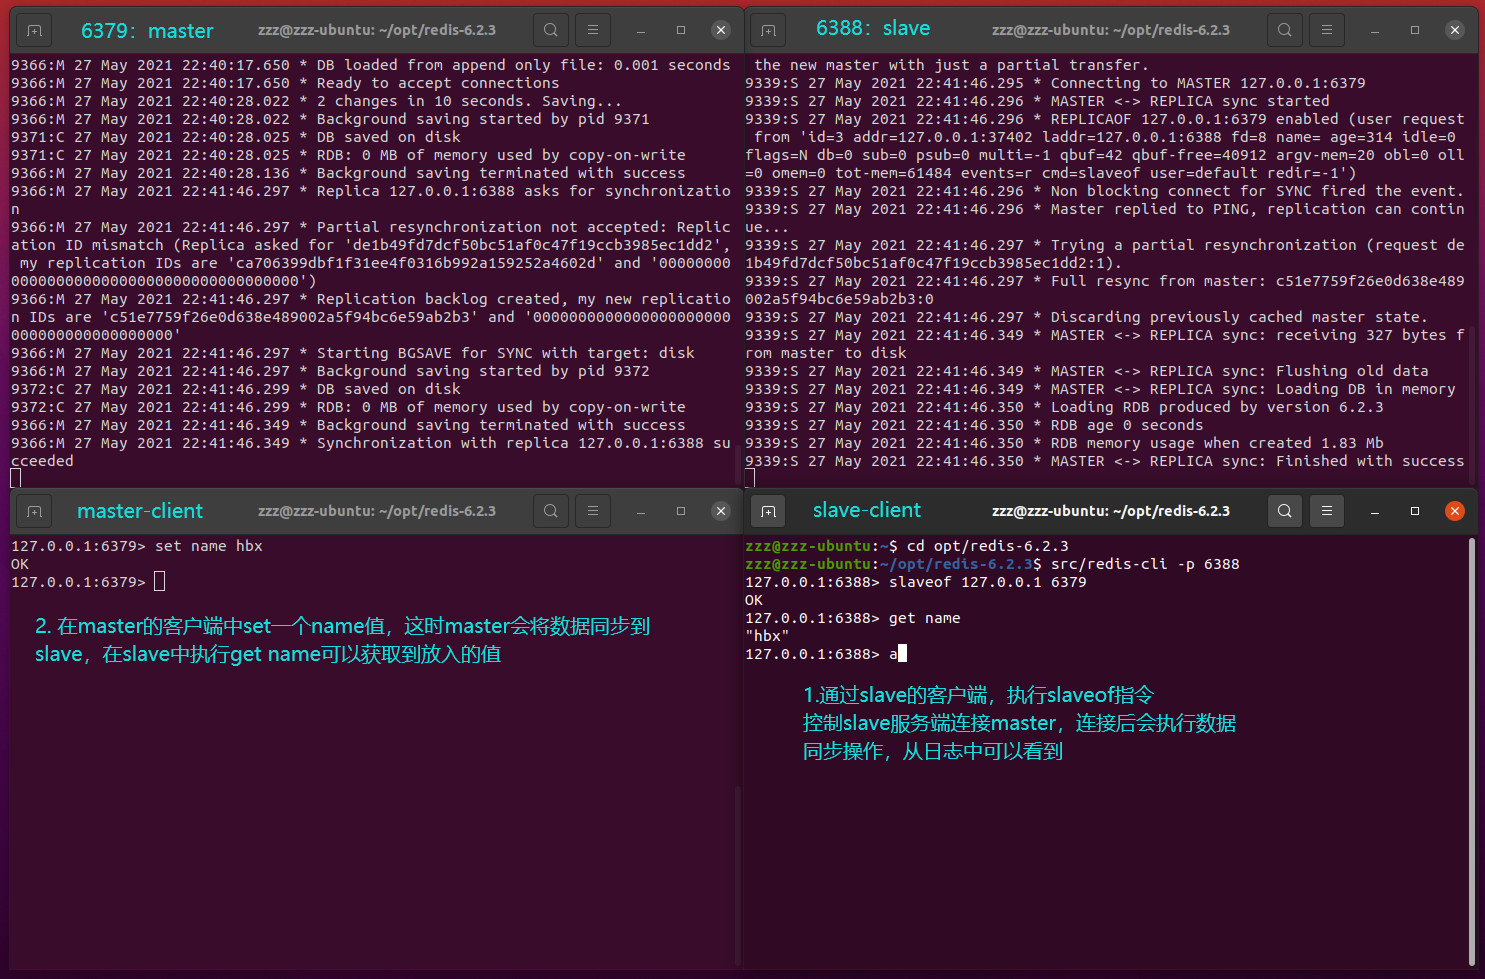 6379：master
zzz@zzz-ubuntu: ~/opt/redis-6.2.3
9366:M 27 May 2021 22:40:17.650 * DB loaded from append only file: 0.001 seconds
9366:M 27 May 2021 22:40:17.650 * Ready to accept connections
9366:M 27 May 2021 22:40:28.022 * 2 changes in 10 seconds. Saving...
9366:M 27 May 2021 22:40:28.022 * Background saving started by pid 9371
9371:C 27 May 2021 22:40:28.025 * DB saved on disk
9371:C 27 May 2021 22:40:28.025 * RDB: 0 MB of memory used by copy-on-write
9366:M 27 May 2021 22:40:28.136 * Background saving terminated with success
9366:M 27 May 2021 22:41:46.297 * Replica 127.0.0.1:6388 asks for synchronizatio
n
9366:M 27 May 2021 22:41:46.297 * Partial resynchronization not accepted: Replic
ation ID mismatch (Replica asked for 'de1b49fd7dcf50bc51af0c47f19ccb3985ec1dd2',
my replication IDs are 'ca706399dbf1f31ee4f0316b992a159252a4602d' and '00000000
00000000000000000000000000000000')
9366:M 27 May 2021 22:41:46.297 * Replication backlog created, my new replicatio
n IDs are 'c51e7759f26e0d638e489002a5f94bc6e59ab2b3' and '0000000000000000000000
000000000000000000'
9366:M 27 May 2021 22:41:46.297 * Starting BGSAVE for SYNC with target: disk
9366:M 27 May 2021 22:41:46.297 * Background saving started by pid 9372
9372:C 27 May 2021 22:41:46.299 * DB saved on disk
9372:C 27 May 2021 22:41:46.299 * RDB: 0 MB of memory used by copy-on-write
9366:M 27 May 2021 22:41:46.349 * Background saving terminated with success
9366:M 27 May 2021 22:41:46.349 * Synchronization with replica 127.0.0.1:6388 su
cceeded
6388：slave
zzz@zzz-ubuntu: ~/opt/redis-6.2.3
the new master with just a partial transfer.
9339:S 27 May 2021 22:41:46.295 * Connecting to MASTER 127.0.0.1:6379
9339:S 27 May 2021 22:41:46.296 * MASTER <-> REPLICA sync started
9339:S 27 May 2021 22:41:46.296 * REPLICAOF 127.0.0.1:6379 enabled (user request
from 'id=3 addr=127.0.0.1:37402 laddr=127.0.0.1:6388 fd=8 name= age=314 idle=0
flags=N db=0 sub=0 psub=0 multi=-1 qbuf=42 qbuf-free=40912 argv-mem=20 obl=0 oll
=0 omem=0 tot-mem=61484 events=r cmd=slaveof user=default redir=-1')
9339:S 27 May 2021 22:41:46.296 * Non blocking connect for SYNC fired the event.
9339:S 27 May 2021 22:41:46.296 * Master replied to PING, replication can contin
ue...
9339:S 27 May 2021 22:41:46.297 * Trying a partial resynchronization (request de
1b49fd7dcf50bc51af0c47f19ccb3985ec1dd2:1).
9339:S 27 May 2021 22:41:46.297 * Full resync from master: c51e7759f26e0d638e489
002a5f94bc6e59ab2b3:0
9339:S 27 May 2021 22:41:46.297 * Discarding previously cached master state.
9339:S 27 May 2021 22:41:46.349 * MASTER <-> REPLICA sync: receiving 327 bytes f
rom master to disk
9339:S 27 May 2021 22:41:46.349 * MASTER <-> REPLICA sync: Flushing old data
9339:S 27 May 2021 22:41:46.349 * MASTER <-> REPLICA sync: Loading DB in memory
9339:S 27 May 2021 22:41:46.350 * Loading RDB produced by version 6.2.3
9339:S 27 May 2021 22:41:46.350 * RDB age 0 seconds
9339:S 27 May 2021 22:41:46.350 * RDB memory usage when created 1.83 Mb
9339:S 27 May 2021 22:41:46.350 * MASTER <-> REPLICA sync: Finished with success
master-client
zzz@zzz-ubuntu: ~/opt/redis-6.2.3
127.0.0.1:6379> set name hbx
OK
127.0.0.1:6379>
2. 在master的客户端中set一个name值，这时master会将数据同步到
slave，在slave中执行get name可以获取到放入的值
slave-client
zzz@zzz-ubuntu: ~/opt/redis-6.2.3
zzz@zzz-ubuntu:~$ cd opt/redis-6.2.3
zzz@zzz-ubuntu:~/opt/redis-6.2.3$ src/redis-cli -p 6388
127.0.0.1:6388> slaveof 127.0.0.1 6379
OK
127.0.0.1:6388> get name
"hbx"
127.0.0.1:6388> a
1.通过slave的客户端，执行slaveof指令
控制slave服务端连接master，连接后会执行数据
同步操作，从日志中可以看到